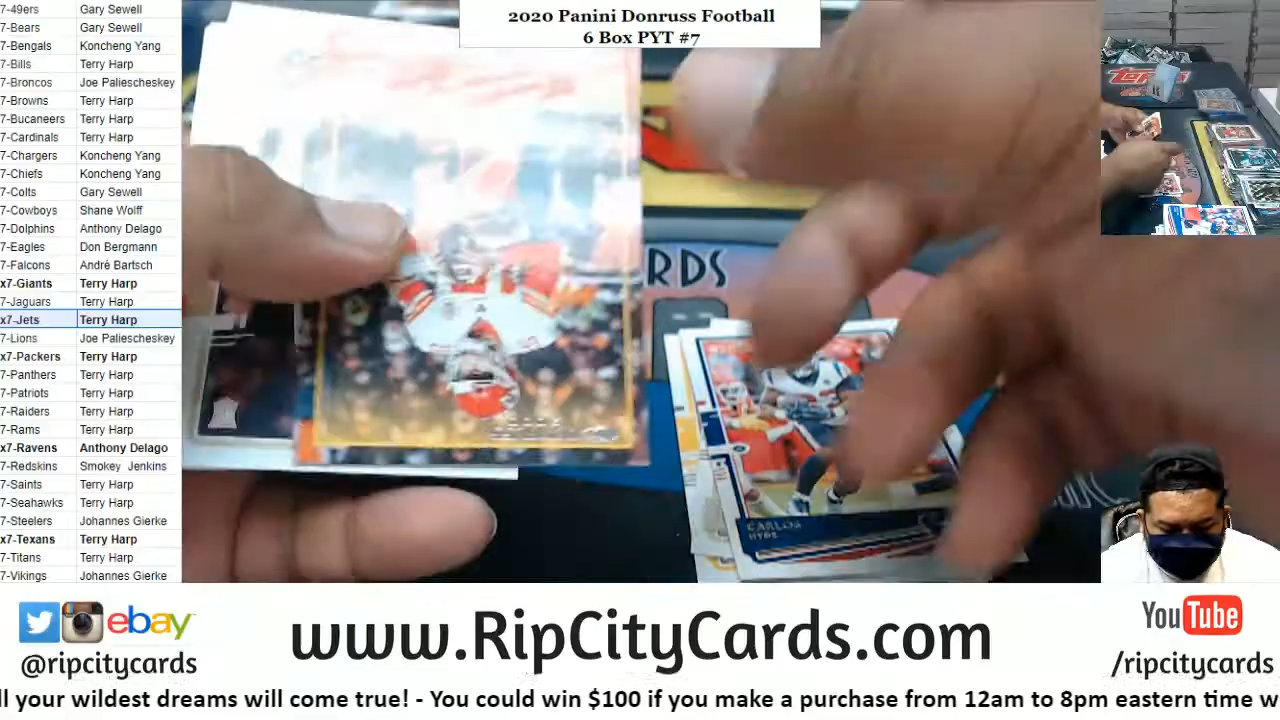 2020 Panini Donruss Football
6 Box PYT #7
7-49ers Gary Sewell
7-Bears Gary Sewell
7-Bengals Koncheng Yang
7-Bills Terry Harp
7-Broncos Joe Paliescheskey
7-Browns Terry Harp
7-Bucaneers Terry Harp
7-Cardinals Terry Harp
7-Chargers Koncheng Yang
7-Chiefs Koncheng Yang
7-Colts Gary Sewell
7-Cowboys Shane Wolff
7-Dolphins Anthony Delago
7-Eagles Don Bergmann
7-Falcons André Bartsch
x7-Giants Terry Harp
7-Jaguars Terry Harp
x7-Jets Terry Harp
7-Lions Joe Paliescheskey
x7-Packers Terry Harp
7-Panthers Terry Harp
7-Patriots Terry Harp
7-Raiders Terry Harp
7-Rams Terry Harp
x7-Ravens Anthony Delago
7-Redskins Smokey Jenkins
7-Saints Terry Harp
7-Seahawks Terry Harp
7-Steelers Johannes Gierke
x7-Texans Terry Harp
7-Titans Terry Harp
7-Vikings Johannes Gierke
RDS
CARLOS
HYDE
Topps
ebay
@ripcitycards
www.RipCityCards.com
YouTube
/ripcitycards
ll your wildest dreams will come true! - You could win $100 if you make a purchase from 12am to 8pm eastern time w